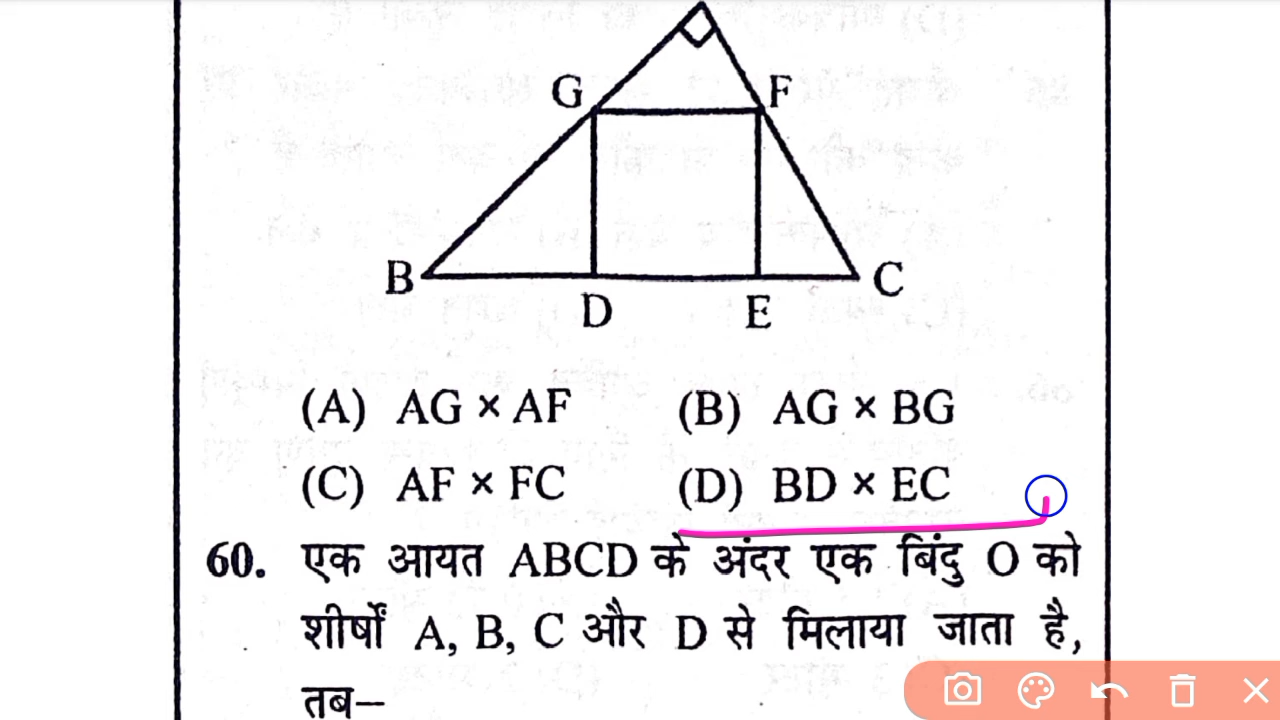 G F
B C
D E
(A) AG × AF (B) AG × BG
(C) AF × FC (D) BD × EC
60. एक आयत ABCD के अंदर एक बिंदु O को
शीर्षों A, B, C और D से मिलाया जाता है,
तब–